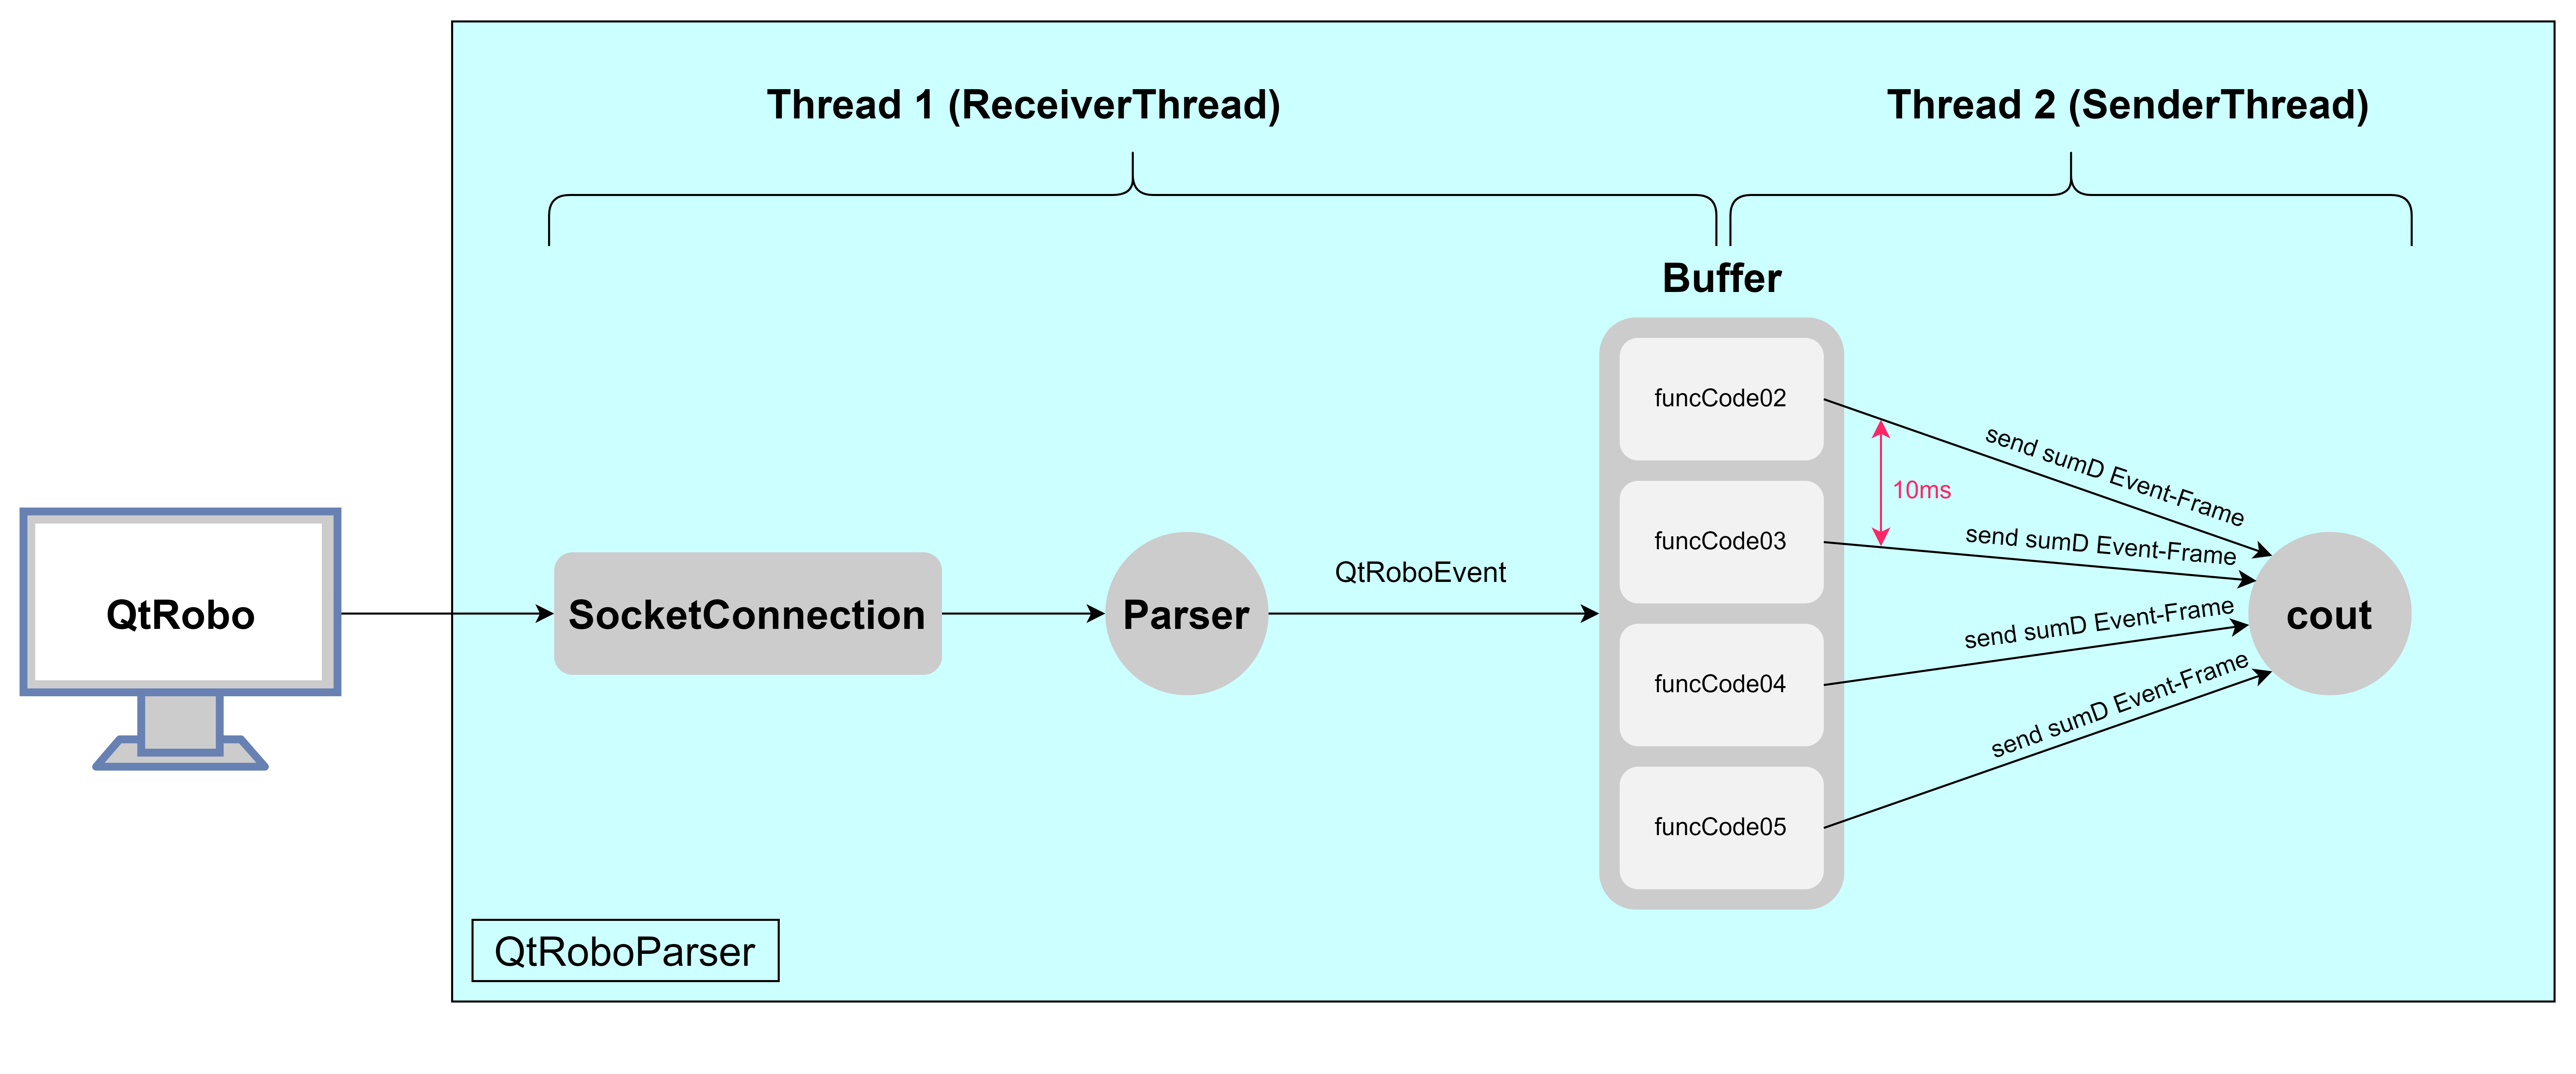 Thread 1 (ReceiverThread)
Thread 2 (SenderThread)
Buffer
funcCode02
send sumD Event-Frame
10ms
funcCode03
send sumD Event-Frame
QtRobo
SocketConnection
Parser
QtRoboEvent
cout
send sumD Event-Frame
funcCode04
send sumD Event-Frame
funcCode05
QtRoboParser